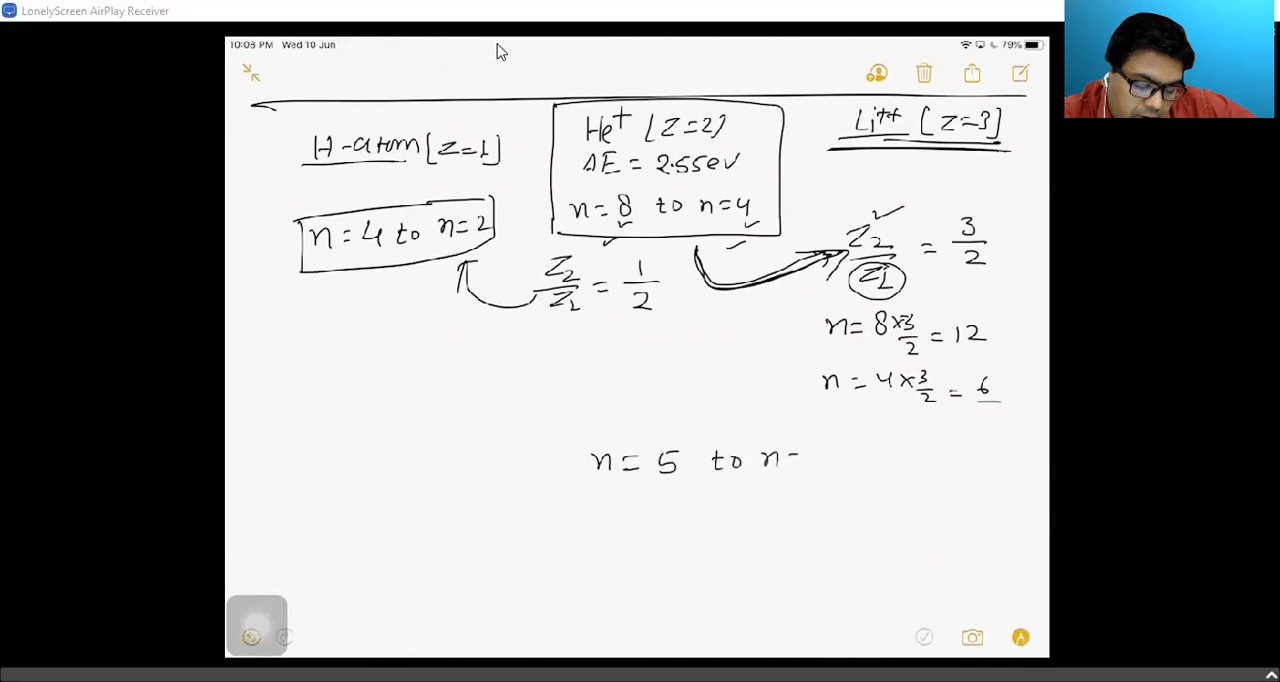 LonelyScreen AirPlay Receiver
10:08 PM Wed 10 Jun
79%
H-atom [Z=1]
n=4 to n=2
He+ [Z=2)
ΔE = 2.55eV
n=8 to n=4
Z2/Z1 = 1/2
Li++ [Z=3]
Z2/Z1 = 3/2
n=8×3/2 = 12
n=4×3/2 = 6
n=5 to n-